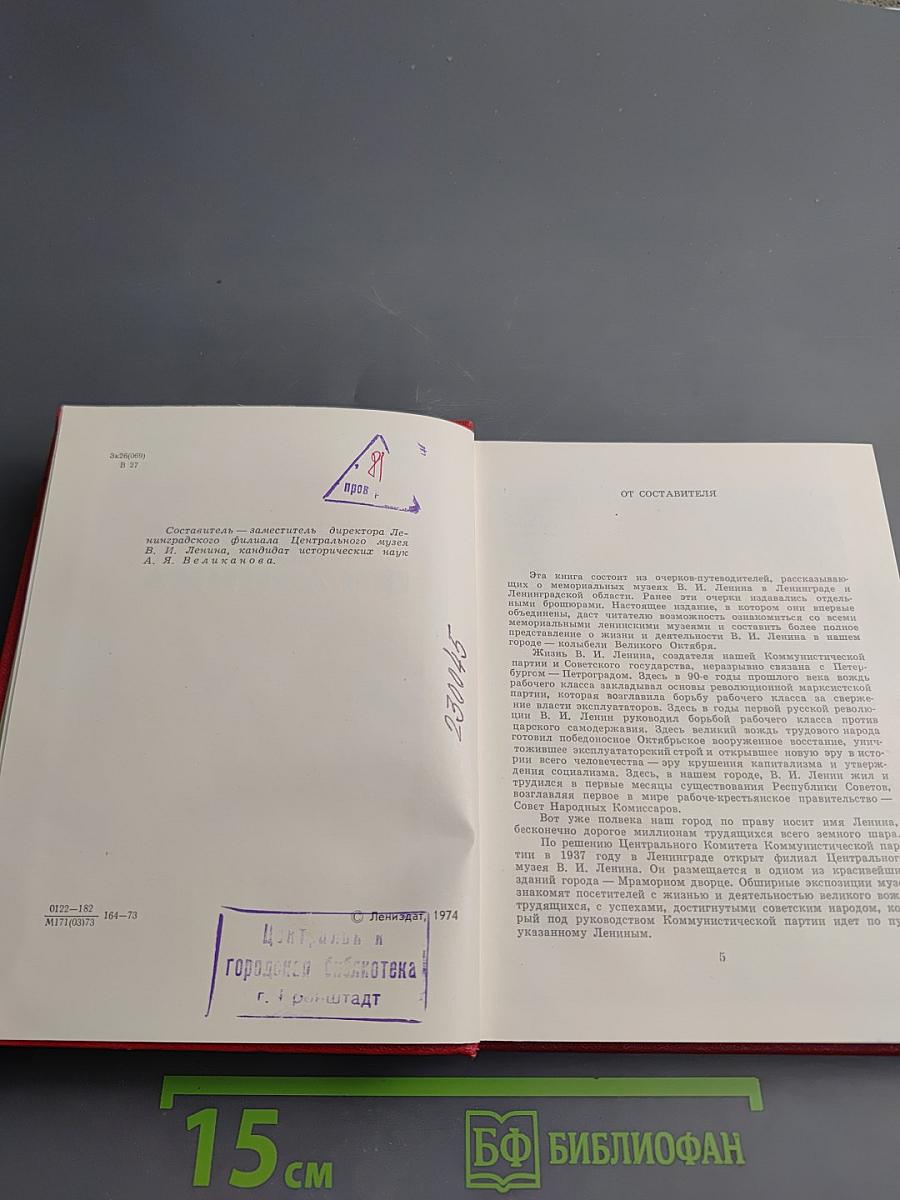 3к26(069)
В 27
81
пров г
Составитель — заместитель директора Ле-
нинградского филиала Центрального музея
В. И. Ленина, кандидат исторических наук
А. Я. Великанова.
230045
0122—182
М171(03)73
164—73
© Лениздат, 1974
городская библиотека
г. Кронштадт
ОТ СОСТАВИТЕЛЯ
Эта книга состоит из очерков-путеводителей, рассказываю-
щих о мемориальных музеях В. И. Ленина в Ленинграде и
Ленинградской области. Ранее эти очерки издавались отдель-
ными брошюрами. Настоящее издание, в котором они впервые
объединены, даст читателю возможность ознакомиться со всеми
мемориальными ленинскими музеями и составить более полное
представление о жизни и деятельности В. И. Ленина в нашем
городе — колыбели Великого Октября.
Жизнь В. И. Ленина, создателя нашей Коммунистической
партии и Советского государства, неразрывно связана с Петер-
бургом — Петроградом. Здесь в 90-е годы прошлого века вождь
рабочего класса закладывал основы революционной марксистской
партии, которая возглавила борьбу рабочего класса за сверже-
ние власти эксплуататоров. Здесь в годы первой русской револю-
ции В. И. Ленин руководил борьбой рабочего класса против
царского самодержавия. Здесь великий вождь трудового народа
готовил победоносное Октябрьское вооруженное восстание, унич-
тожившее эксплуататорский строй и открывшее новую эру в исто-
рии всего человечества — эру крушения капитализма и утверж-
дения социализма. Здесь, в нашем городе, В. И. Ленин жил и
трудился в первые месяцы существования Республики Советов,
возглавляя первое в мире рабоче-крестьянское правительство —
Совет Народных Комиссаров.
Вот уже полвека наш город по праву носит имя Ленина,
бесконечно дорогое миллионам трудящихся всего земного шара.
По решению Центрального Комитета Коммунистической пар
тии в 1937 году в Ленинграде открыт филиал Центральног
музея В. И. Ленина. Он размещается в одном из красивейши
зданий города — Мраморном дворце. Обширные экспозиции музе
знакомят посетителей с жизнью и деятельностью великого вож
трудящихся, с успехами, достигнутыми советским народом, ко
рый под руководством Коммунистической партии идет по пу
указанному Лениным.
5
15 см
БФ БИБЛИОФАН